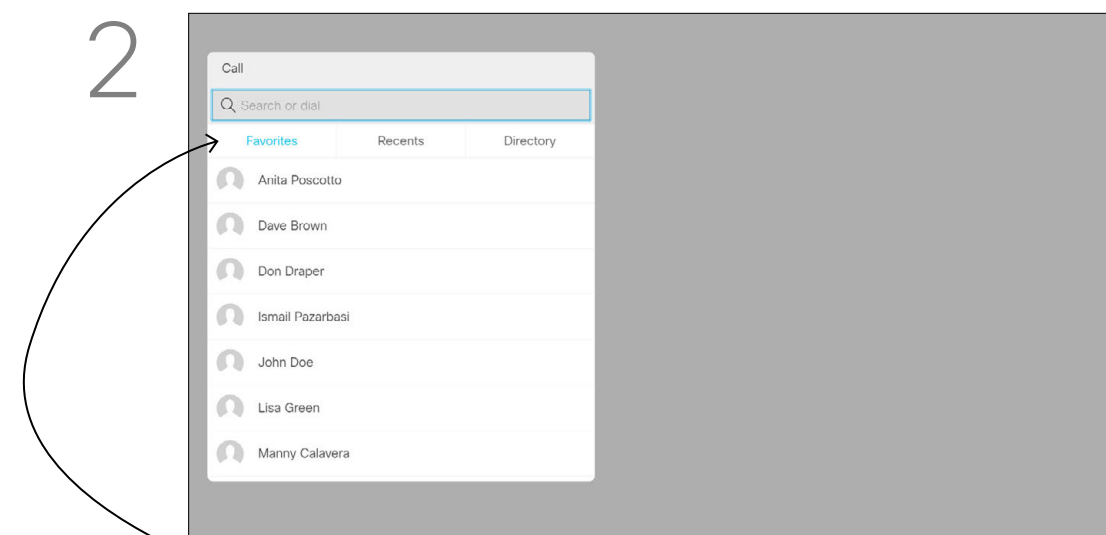 2
Call
Search or dial
Favorites Recents Directory
Anita Poscotto
Dave Brown
Don Draper
Ismail Pazarbasi
John Doe
Lisa Green
Manny Calavera